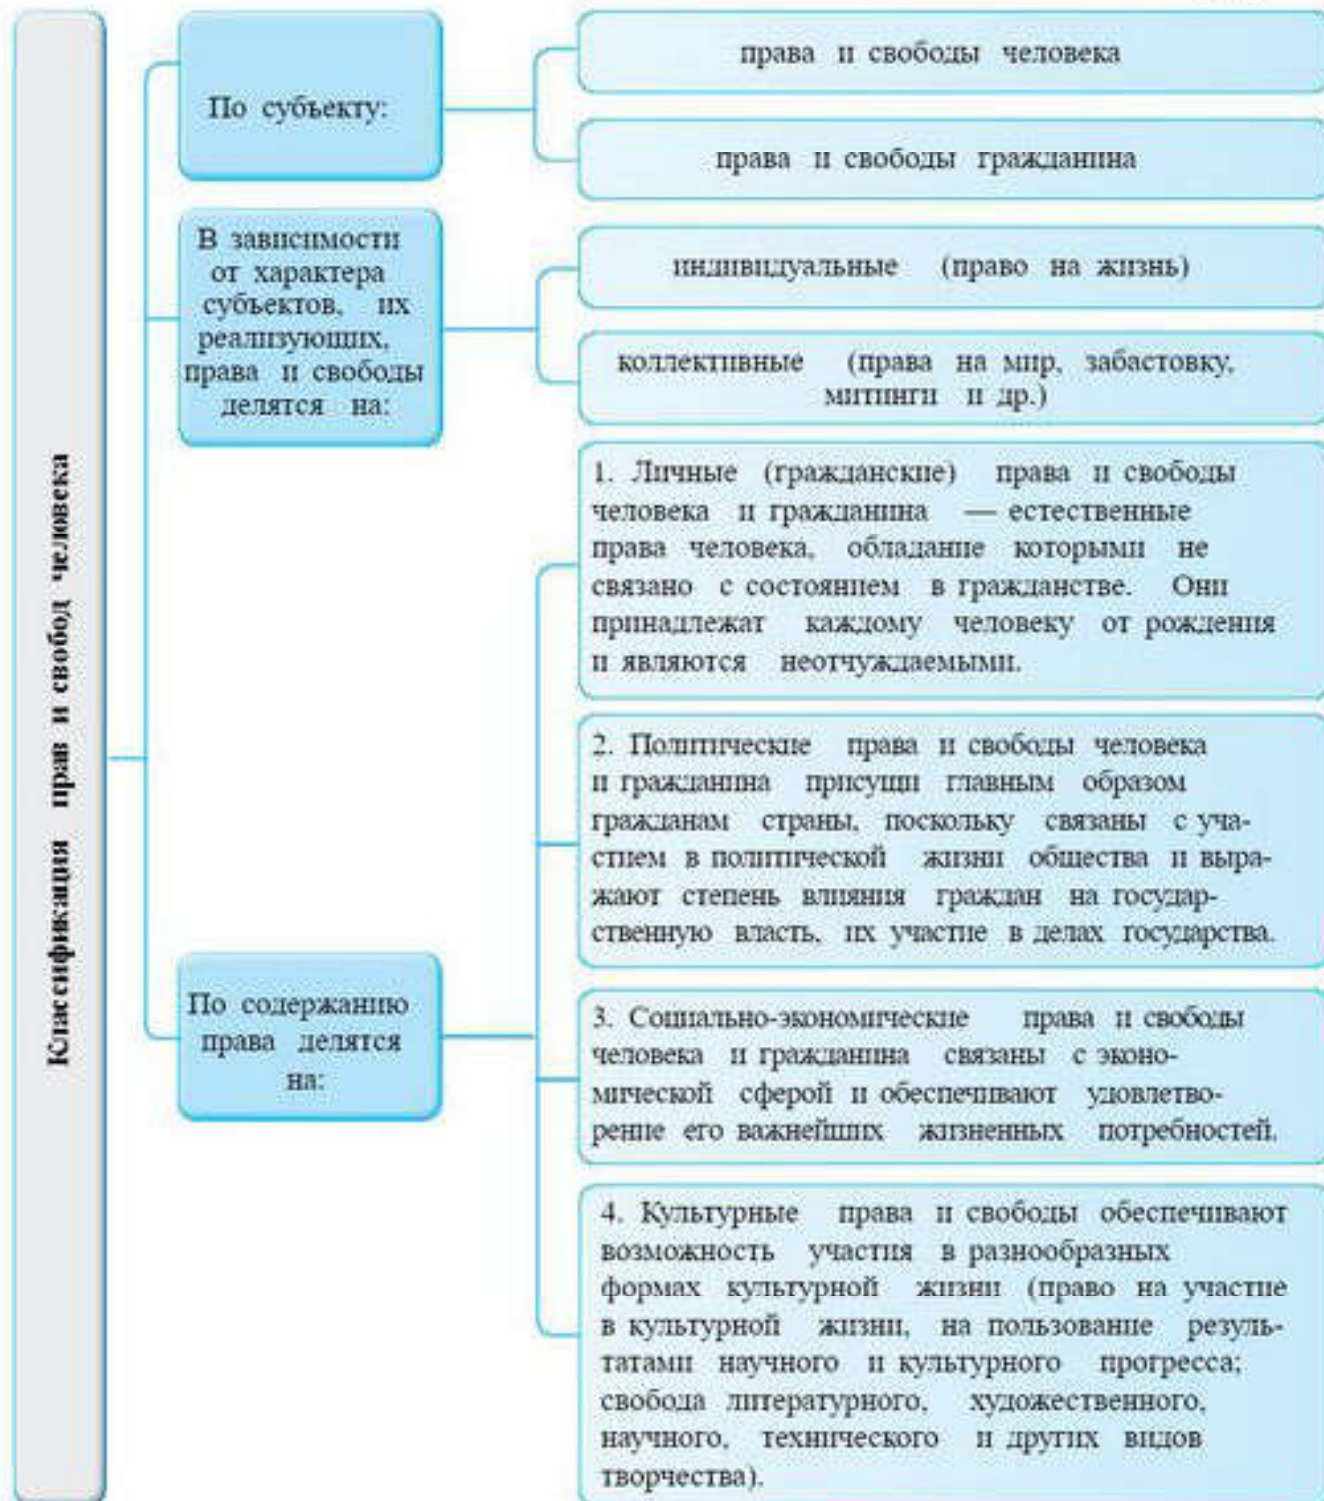 Классификация прав и свобод человека
По субъекту:
права и свободы человека
права и свободы гражданина
В зависимости
от характера
субъектов, их
реализующих,
права и свободы
делятся на:
индивидуальные (право на жизнь)
коллективные (права на мир, забастовку,
митинги и др.)
По содержанию
права делятся
на:
1. Личные (гражданские) права и свободы
человека и гражданина — естественные
права человека, обладание которыми не
связано с состоянием в гражданстве. Они
принадлежат каждому человеку от рождения
и являются неотчуждаемыми.
2. Политические права и свободы человека
и гражданина присущи главным образом
гражданам страны, поскольку связаны с уча-
стием в политической жизни общества и выра-
жают степень влияния граждан на государ-
ственную власть, их участие в делах государства.
3. Социально-экономические права и свободы
человека и гражданина связаны с эконо-
мической сферой и обеспечивают удовлетво-
рение его важнейших жизненных потребностей.
4. Культурные права и свободы обеспечивают
возможность участия в разнообразных
формах культурной жизни (право на участие
в культурной жизни, на пользование резуль-
татами научного и культурного прогресса;
свобода литературного, художественного,
научного, технического и других видов
творчества).